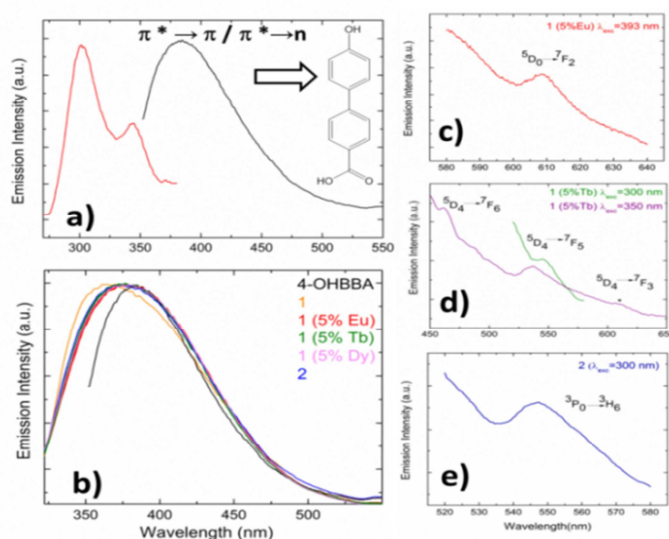 π*→π / π*→n
OH
HO
O
a)
Emission Intensity (a.u.)
300 350 400 450 500 550
4-OHBBA
1
1 (5% Eu)
1 (5% Tb)
1 (5% Dy)
2
b)
Emission Intensity (a.u.)
350 400 450 500
Wavelength (nm)
1 (5%Eu) λexc=393 nm
⁵D₀→⁷F₂
c)
Emission Intensity (a.u.)
580 590 600 610 620 630 640
1 (5%Tb) λexc=300 nm
1 (5%Tb) λexc=350 nm
⁵D₄→⁷F₆
⁵D₄→⁷F₅
⁵D₄→⁷F₃
d)
Emission Intensity (a.u.)
450 500 550 600 65
2 (λexc=300 nm)
³P₀→³H₆
e)
Emission Intensity (a.u.)
520 530 540 550 560 570 580
Wavelength(nm)